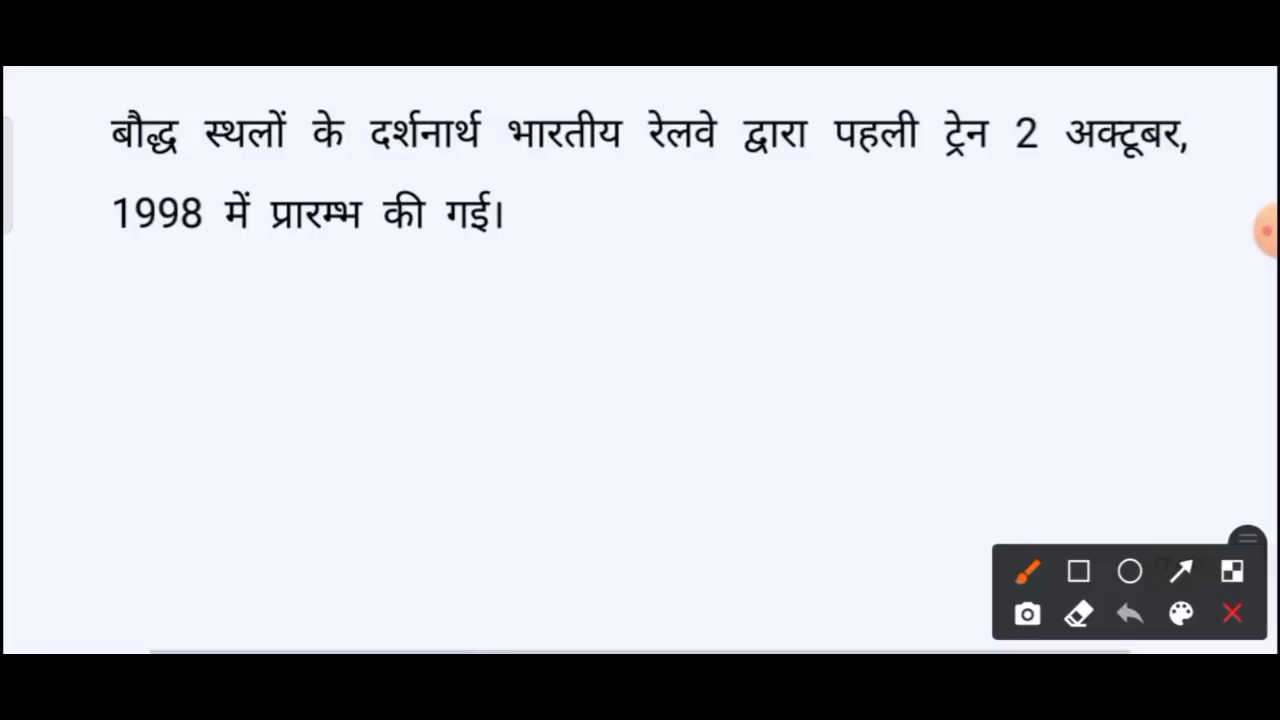 बौद्ध स्थलों के दर्शनार्थ भारतीय रेलवे द्वारा पहली ट्रेन 2 अक्टूबर,
1998 में प्रारम्भ की गई।